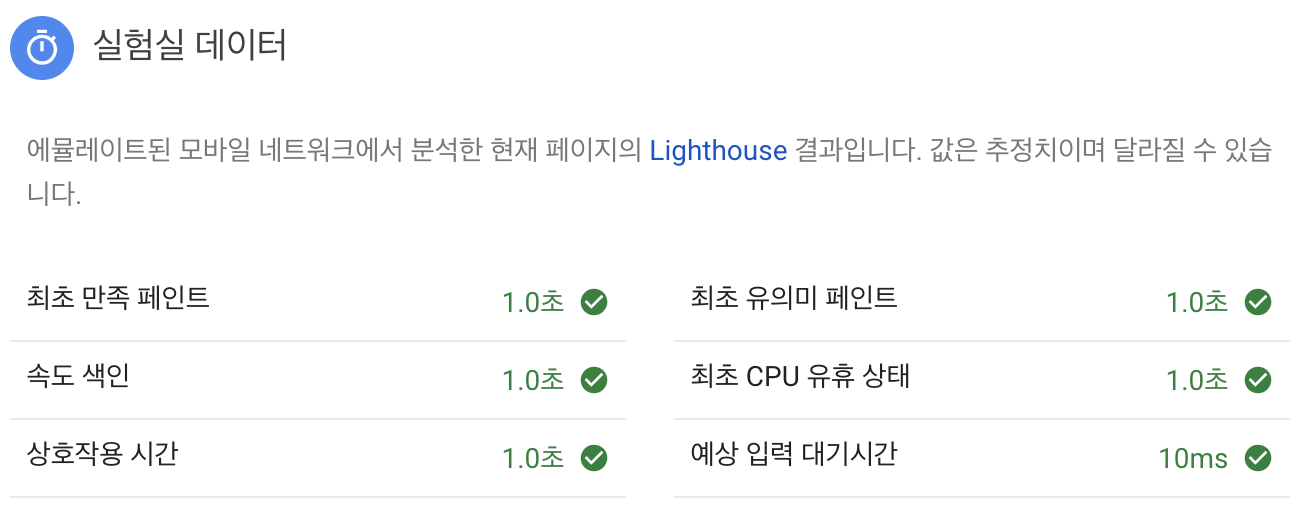 실험실 데이터
에뮬레이트된 모바일 네트워크에서 분석한 현재 페이지의 Lighthouse 결과입니다. 값은 추정치이며 달라질 수 있습
니다.
최초 만족 페인트 1.0초
최초 유의미 페인트 1.0초
속도 색인 1.0초
최초 CPU 유휴 상태 1.0초
상호작용 시간 1.0초
예상 입력 대기시간 10ms